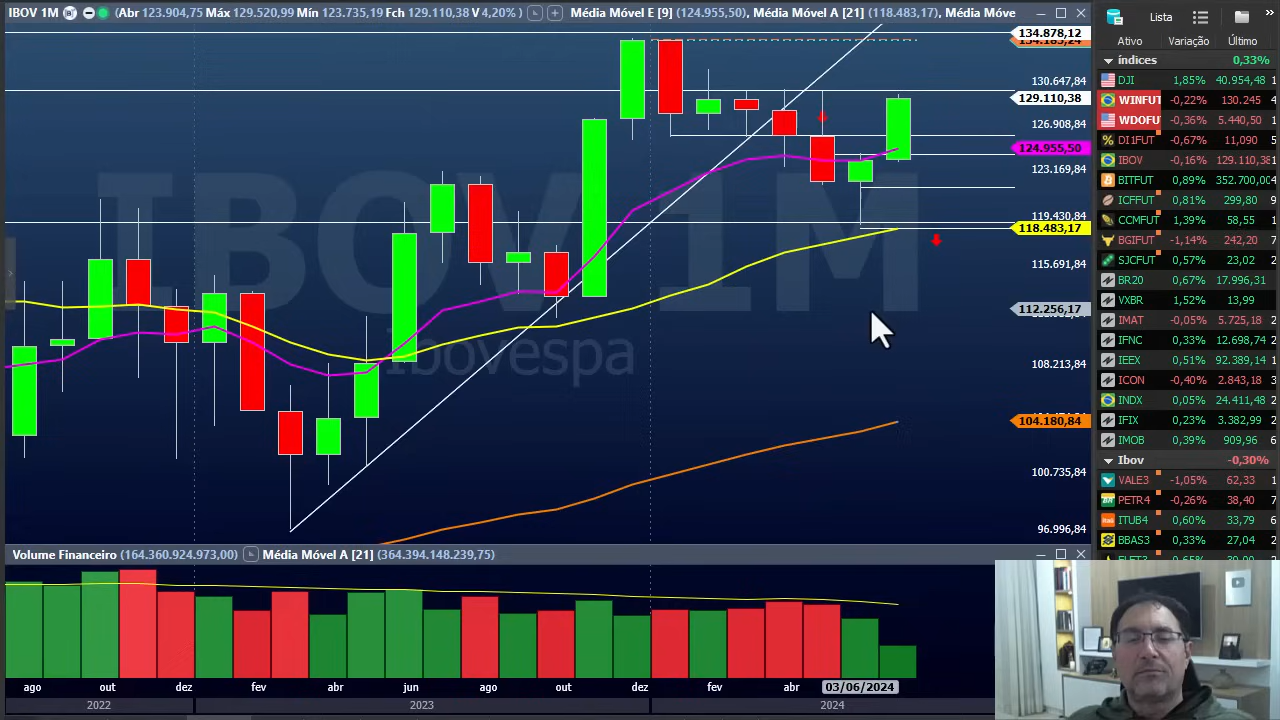 IBOV 1M (Abr 123.904,75 Máx 129.520,99 Mín 123.735,19 Fch 129.110,38 V 4,20% ) Média Móvel E [9] (124.955,50), Média Móvel A [21] (118.483,17), Média Móve
134.878,12
130.647,84
129.110,38
126.908,84
124.955,50
123.169,84
119.430,84
118.483,17
115.691,84
112.256,17
108.213,84
104.180,84
100.735,84
96.996,84
IBOV 1M
Ibovespa
Volume Financeiro (164.360.924.973,00) Média Móvel A [21] (364.394.148.239,75)
ago out dez fev abr jun ago out dez fev abr 03/06/2024
2022 2023 2024
Lista
Ativo Variação Último
índices 0,33%
DJI 1,85% 40.954,48
WINFUT -0,22% 130.245
WDOFU -0,36% 5.440,50
DI1FUT -0,67% 11,090
IBOV -0,16% 129.110,38
BITFUT 0,89% 352.700,00
ICFFUT 0,81% 299,80
CCMFUT 1,39% 58,55
BGIFUT -1,14% 242,20
SJCFUT 0,57% 23,02
BR20 0,67% 17.996,31
VXBR 1,52% 13,99
IMAT -0,05% 5.725,18
IFNC 0,33% 12.698,74
IEEX 0,51% 92.389,14
ICON -0,40% 2.843,18
INDX 0,05% 24.411,48
IFIX 0,23% 3.382,99
IMOB 0,39% 909,96
Ibov -0,30%
VALE3 -1,05% 62,33
PETR4 -0,26% 38,40
ITUB4 0,60% 33,79
BBAS3 0,33% 27,04